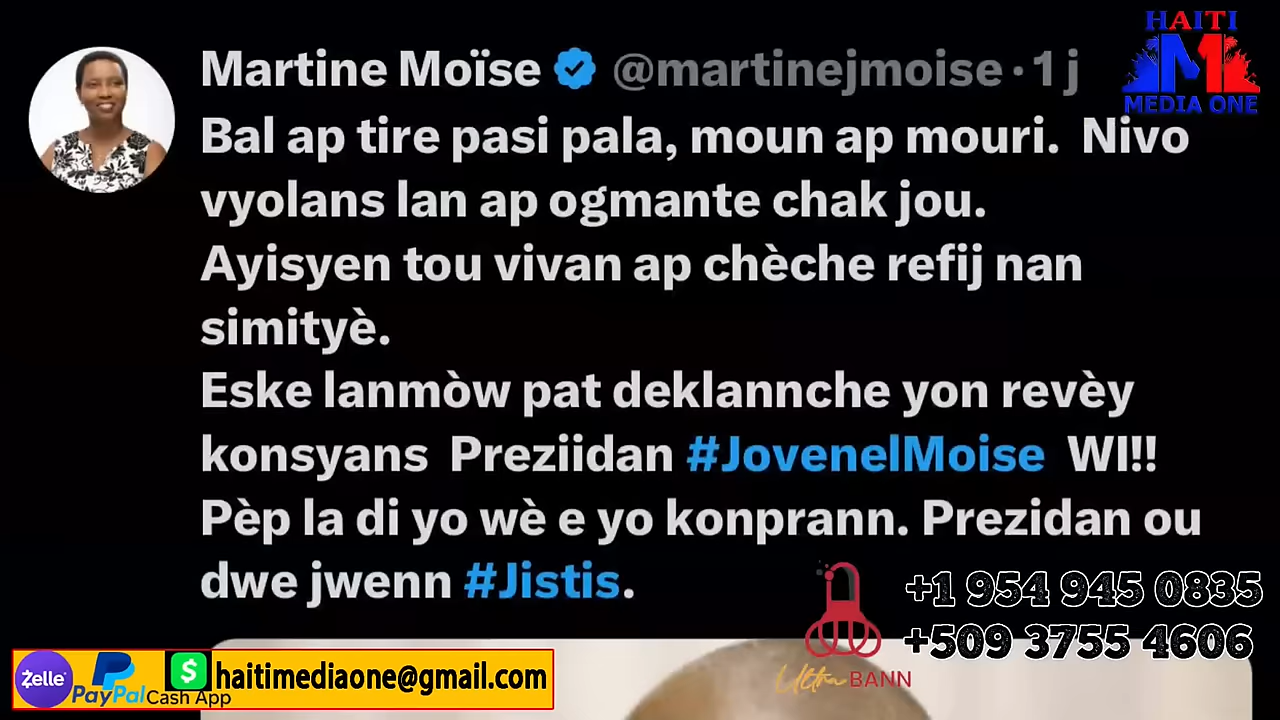 HAITI
M
MEDIA ONE
Martine Moïse @martinejmoise · 1 j
Bal ap tire pasi pala, moun ap mouri. Nivo
vyolans lan ap ogmante chak jou.
Ayisyen tou vivan ap chèche refij nan
simityè.
Eske lanmòw pat deklannche yon revèy
konsyans Preziidan #JovenelMoise WI!!
Pèp la di yo wè e yo konprann. Prezidan ou
dwe jwenn #Jistis.
+1 954 945 0835
+509 3755 4606
Ultra BANN
Zelle PayPal $ Cash App haitimediaone@gmail.com